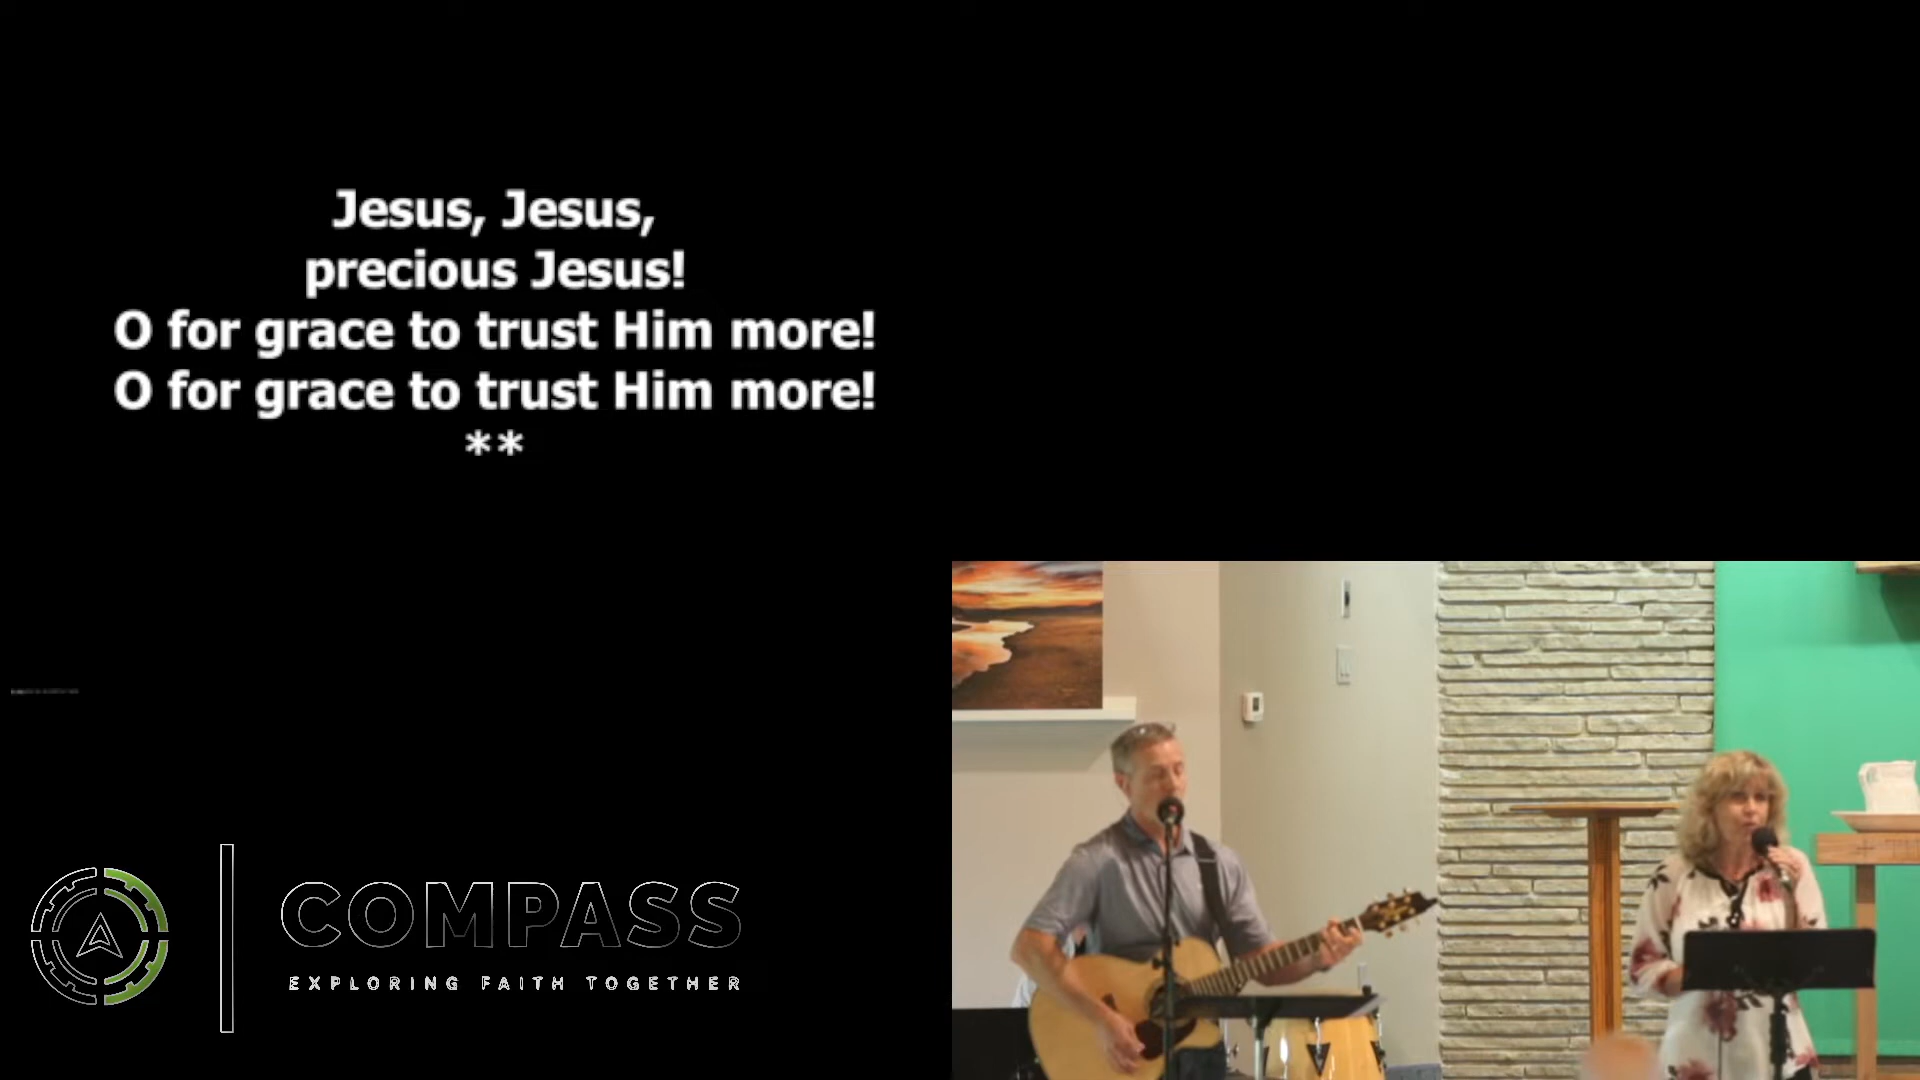 Jesus, Jesus,
precious Jesus!
O for grace to trust Him more!
O for grace to trust Him more!
**
COMPASS
EXPLORING FAITH TOGETHER